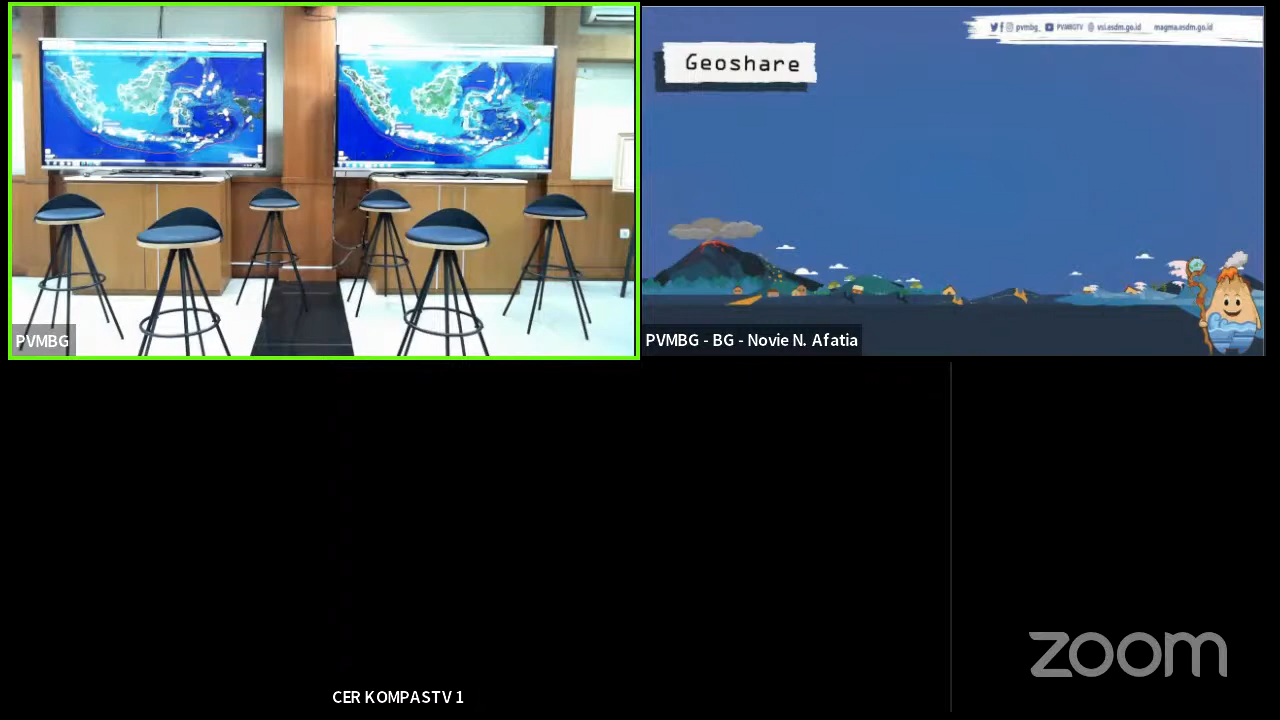 pvmbg_ PVMBGTV vsi.esdm.go.id magma.esdm.go.id
Geoshare
PVMBG
PVMBG - BG - Novie N. Afatia
CER KOMPASTV 1
zoom